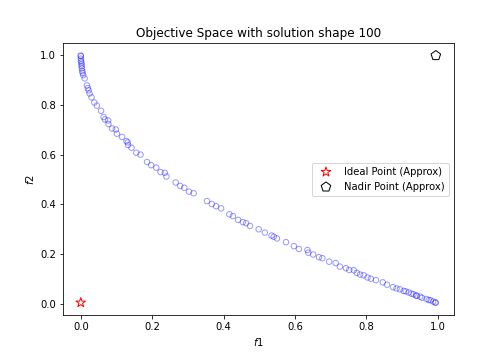 Objective Space with solution shape 100
1.0
0.8
0.6
0.4
0.2
0.0
f2
Ideal Point (Approx)
Nadir Point (Approx)
0.0 0.2 0.4 0.6 0.8 1.0
f1